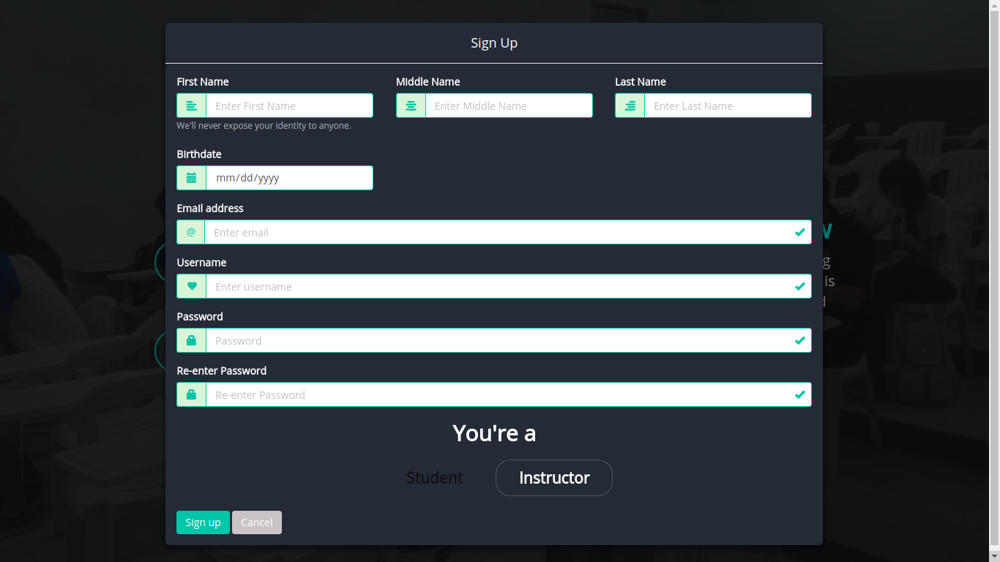 Sign Up
First Name Middle Name Last Name
Enter First Name Enter Middle Name Enter Last Name
We'll never expose your identity to anyone.
Birthdate
mm/dd/yyyy
Email address
@ Enter email
Username
Enter username
Password
Password
Re-enter Password
Re-enter Password
You're a
Student Instructor
Sign up Cancel